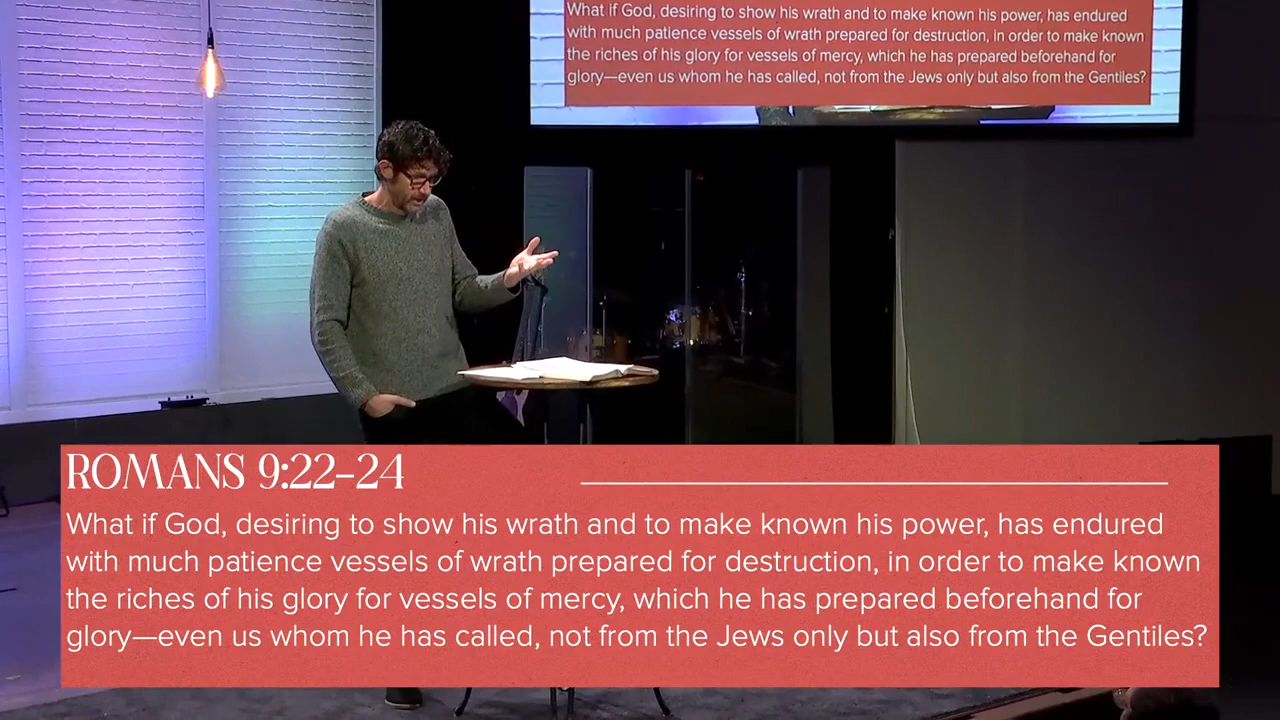 What if God, desiring to show his wrath and to make known his power, has endured
with much patience vessels of wrath prepared for destruction, in order to make known
the riches of his glory for vessels of mercy, which he has prepared beforehand for
glory—even us whom he has called, not from the Jews only but also from the Gentiles?
ROMANS 9:22–24
What if God, desiring to show his wrath and to make known his power, has endured
with much patience vessels of wrath prepared for destruction, in order to make known
the riches of his glory for vessels of mercy, which he has prepared beforehand for
glory—even us whom he has called, not from the Jews only but also from the Gentiles?